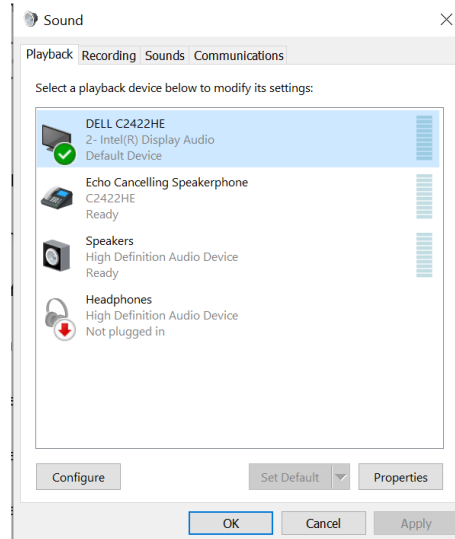 Sound
Playback Recording Sounds Communications
Select a playback device below to modify its settings:
DELL C2422HE
2- Intel(R) Display Audio
Default Device
Echo Cancelling Speakerphone
C2422HE
Ready
Speakers
High Definition Audio Device
Ready
Headphones
High Definition Audio Device
Not plugged in
Configure Set Default Properties
OK Cancel Apply